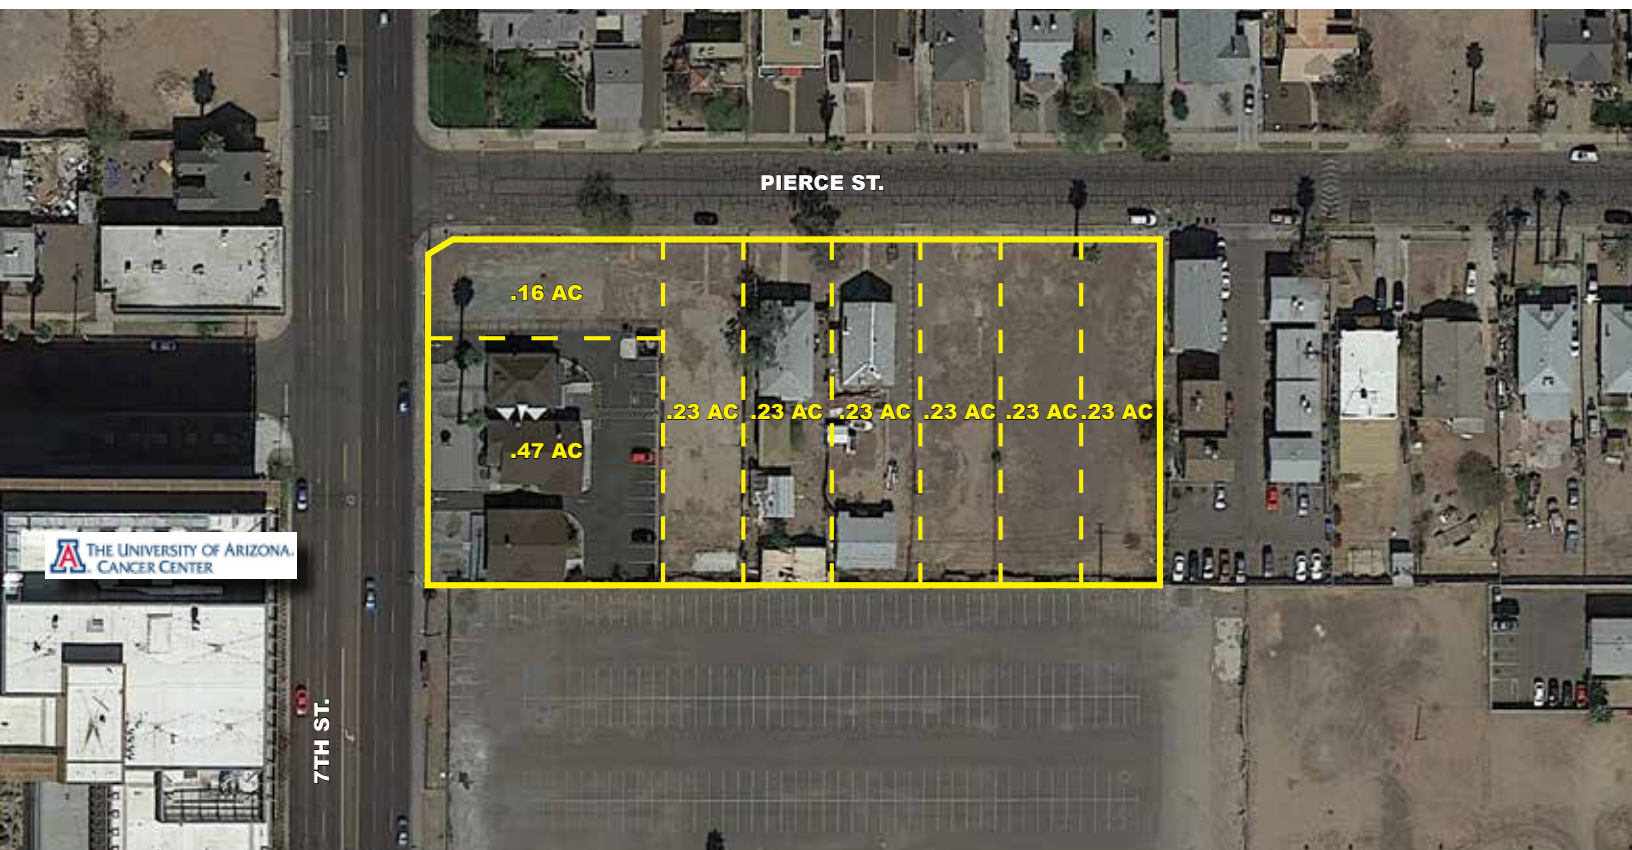 PIERCE ST.
.16 AC
.23 AC
.23 AC
.23 AC
.23 AC
.23 AC
.23 AC
.47 AC
A
THE UNIVERSITY OF ARIZONA.
CANCER CENTER
7TH ST.